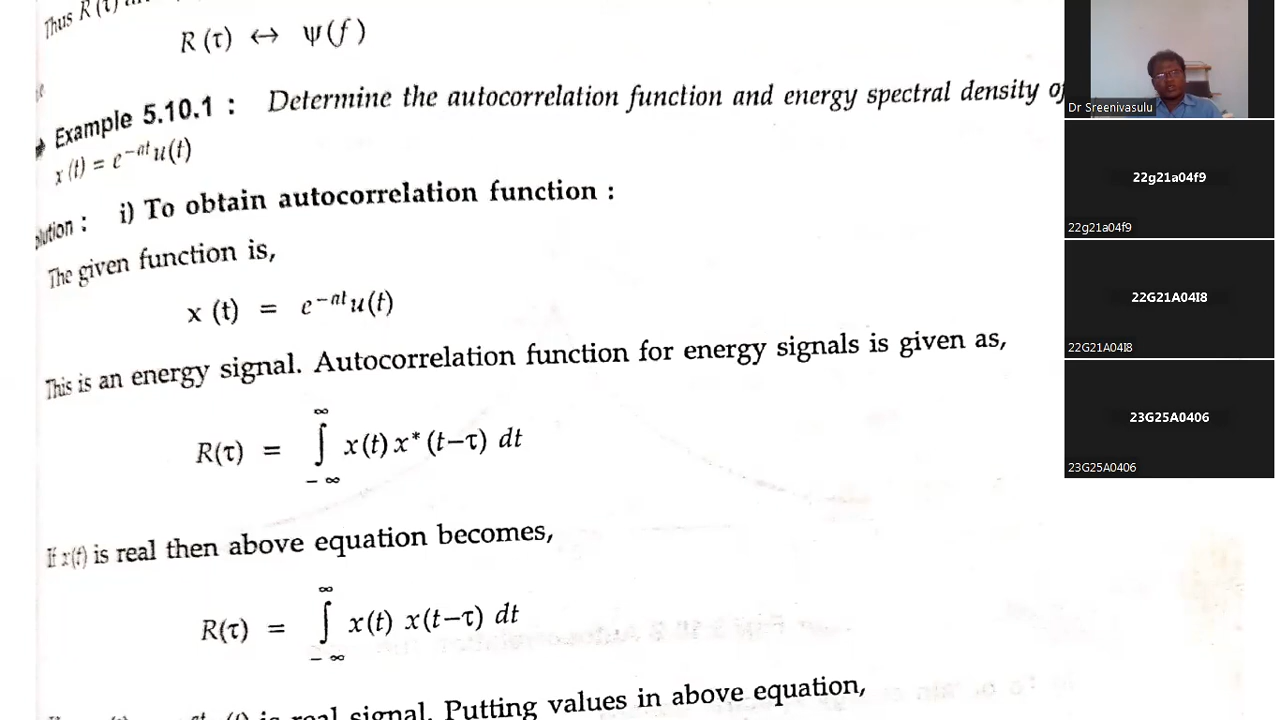 Thus R(τ)
R(τ) ↔ ψ(f)
Example 5.10.1 : Determine the autocorrelation function and energy spectral density of
x(t) = e^{-at} u(t)
i) To obtain autocorrelation function :
The given function is,
x (t) = e^{-at} u(t)
This is an energy signal. Autocorrelation function for energy signals is given as,
R(τ) = ∫_{-∞}^{∞} x(t) x* (t-τ) dt
If x(t) is real then above equation becomes,
R(τ) = ∫_{-∞}^{∞} x(t) x(t-τ) dt
is real signal. Putting values in above equation,
Dr Sreenivasulu
22g21a04f9
22g21a04f9
22G21A04I8
22G21A04I8
23G25A0406
23G25A0406